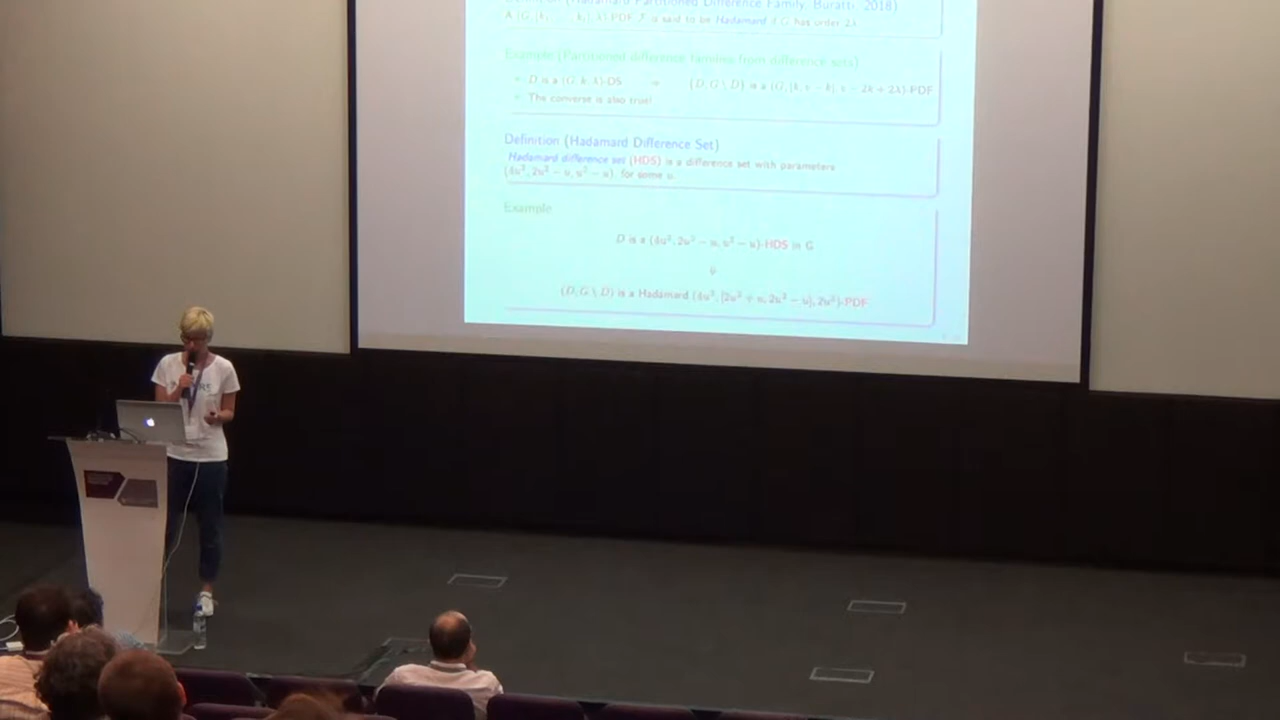 Definition (Hadamard Partitioned Difference Family, Buratti, 2018)
A (G, [k₁, …, kₜ], λ)-PDF F is said to be Hadamard if G has order 2λ.
Example (Partitioned difference families from difference sets)
D is a (G, k, λ)-DS ⇒ {D, G \ D} is a (G, [k, v − k], v − 2k + 2λ)-PDF
The converse is also true!
Definition (Hadamard Difference Set)
Hadamard difference set (HDS) is a difference set with parameters
(4u², 2u² − u, u² − u), for some u.
Example
D is a (4u², 2u² − u, u² − u)-HDS in G
⇓
{D, G \ D} is a Hadamard (4u², [2u² + u, 2u² − u], 2u²)-PDF